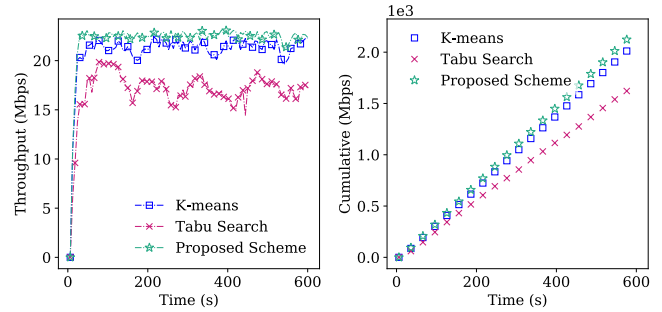 Throughput (Mbps)
20
15
10
5
0
K-means
Tabu Search
Proposed Scheme
0 200 400 600
Time (s)
1e3
Cumulative (Mbps)
2.0
1.5
1.0
0.5
0.0
K-means
Tabu Search
Proposed Scheme
0 200 400 600
Time (s)